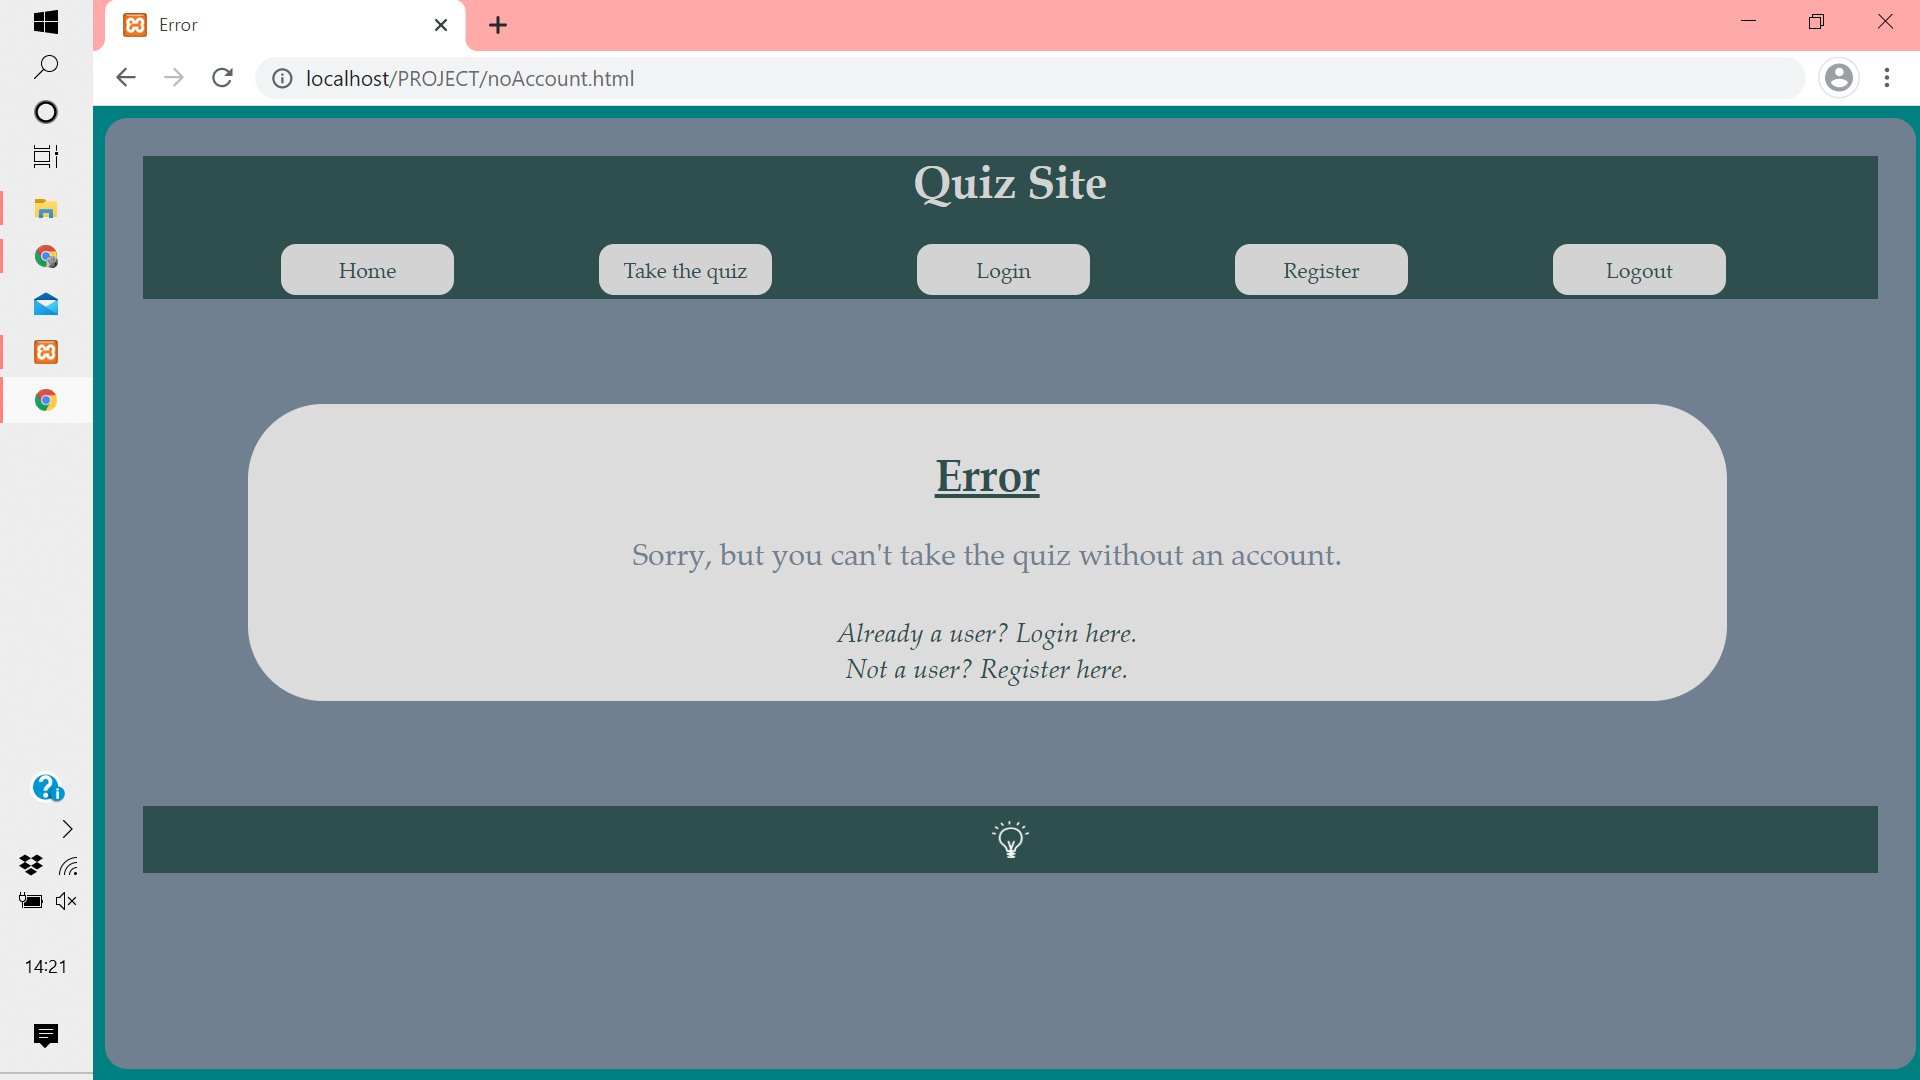 Error
localhost/PROJECT/noAccount.html
Quiz Site
Home Take the quiz Login Register Logout
Error
Sorry, but you can't take the quiz without an account.
Already a user? Login here.
Not a user? Register here.
14:21